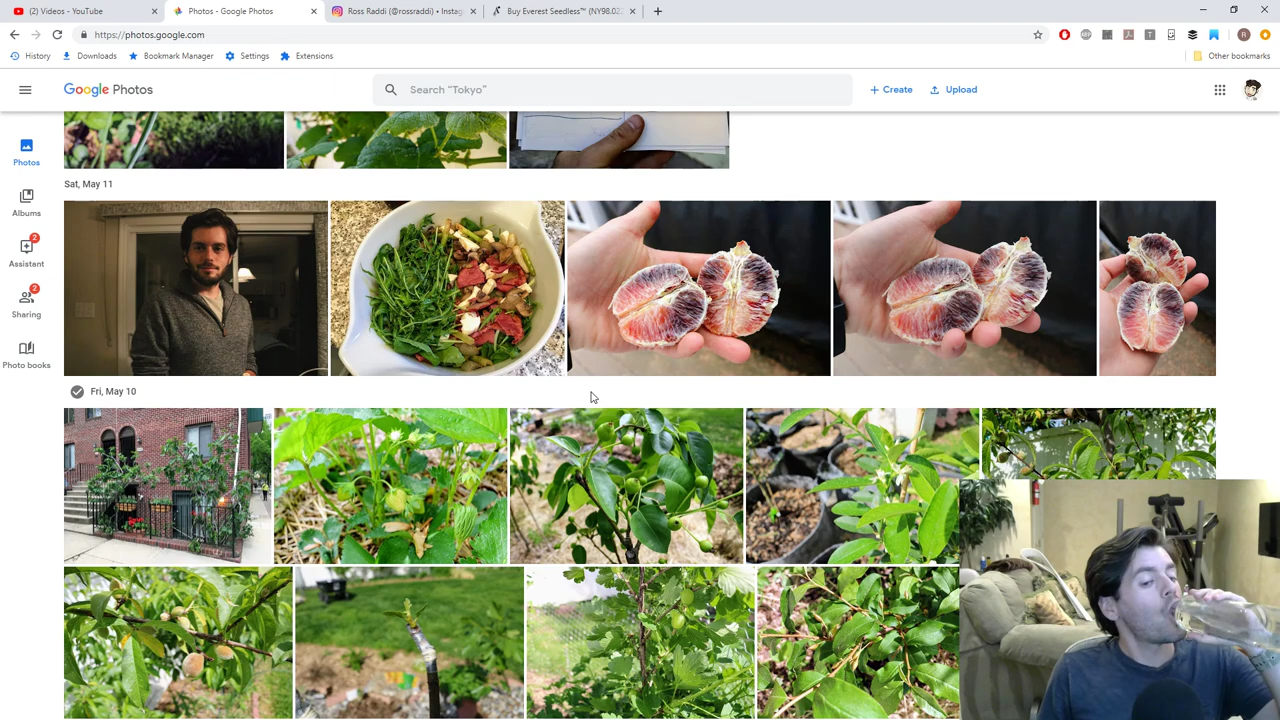 (2) Videos - YouTube
Photos - Google Photos
Ross Raddi (@rossraddi) • Instag
Buy Everest Seedless™ (NY98.02
https://photos.google.com
History
Downloads
Bookmark Manager
Settings
Extensions
Other bookmarks
Google Photos
Search “Tokyo”
Create
Upload
Photos
Albums
2
Assistant
2
Sharing
Photo books
Sat, May 11
Fri, May 10